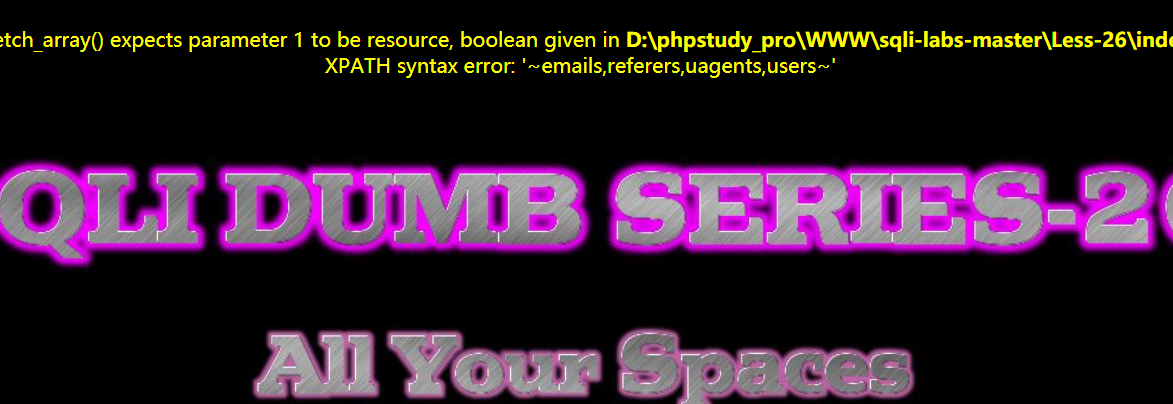 etch_array() expects parameter 1 to be resource, boolean given in D:\phpstudy_pro\WWW\sqli-labs-master\Less-26\inde
XPATH syntax error: '~emails,referers,uagents,users~'
QLI DUMB SERIES-2
All Your Spaces